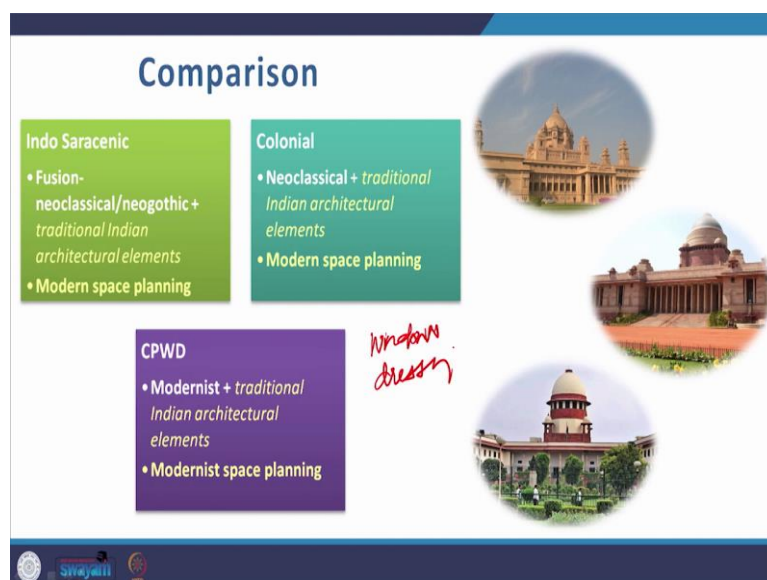 Comparison
Indo Saracenic
•Fusion-
neoclassical/neogothic +
traditional Indian
architectural elements
•Modern space planning
Colonial
•Neoclassical + traditional
Indian architectural
elements
•Modern space planning
CPWD
•Modernist + traditional
Indian architectural
elements
•Modernist space planning
window
dressn
swayam